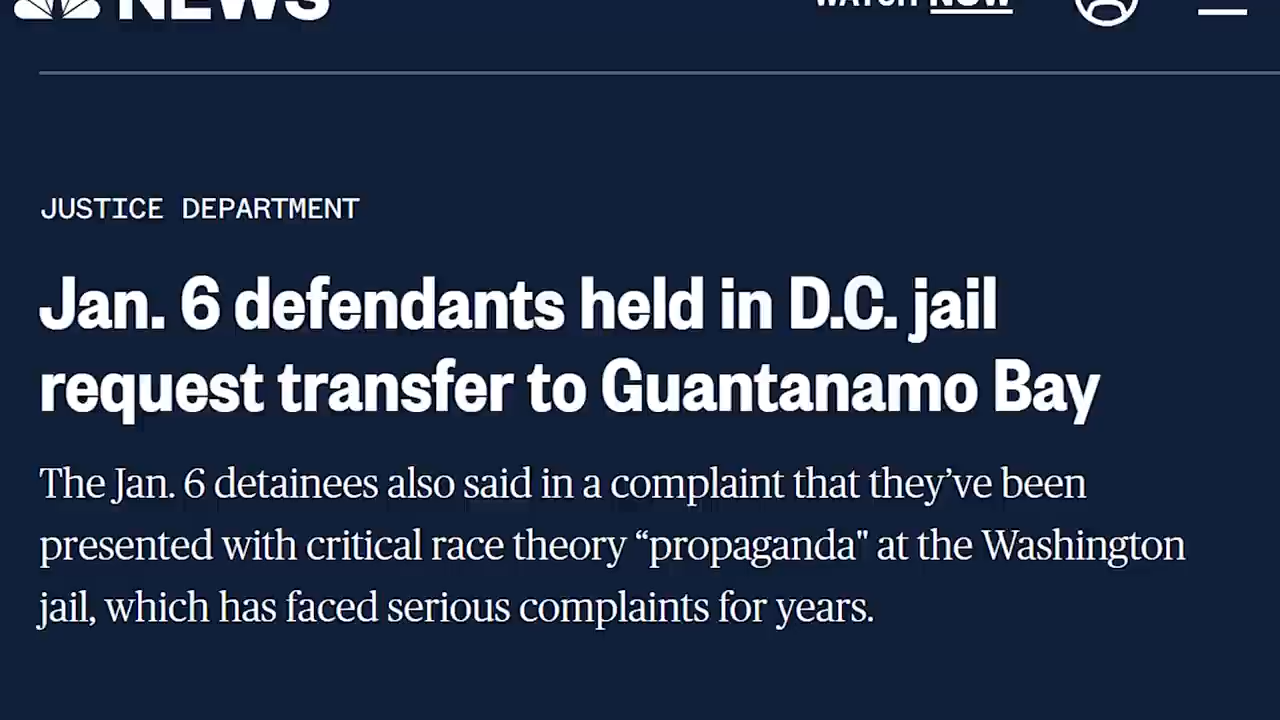 NEWS
WATCH NOW
JUSTICE DEPARTMENT
Jan. 6 defendants held in D.C. jail
request transfer to Guantanamo Bay
The Jan. 6 detainees also said in a complaint that they’ve been
presented with critical race theory “propaganda" at the Washington
jail, which has faced serious complaints for years.